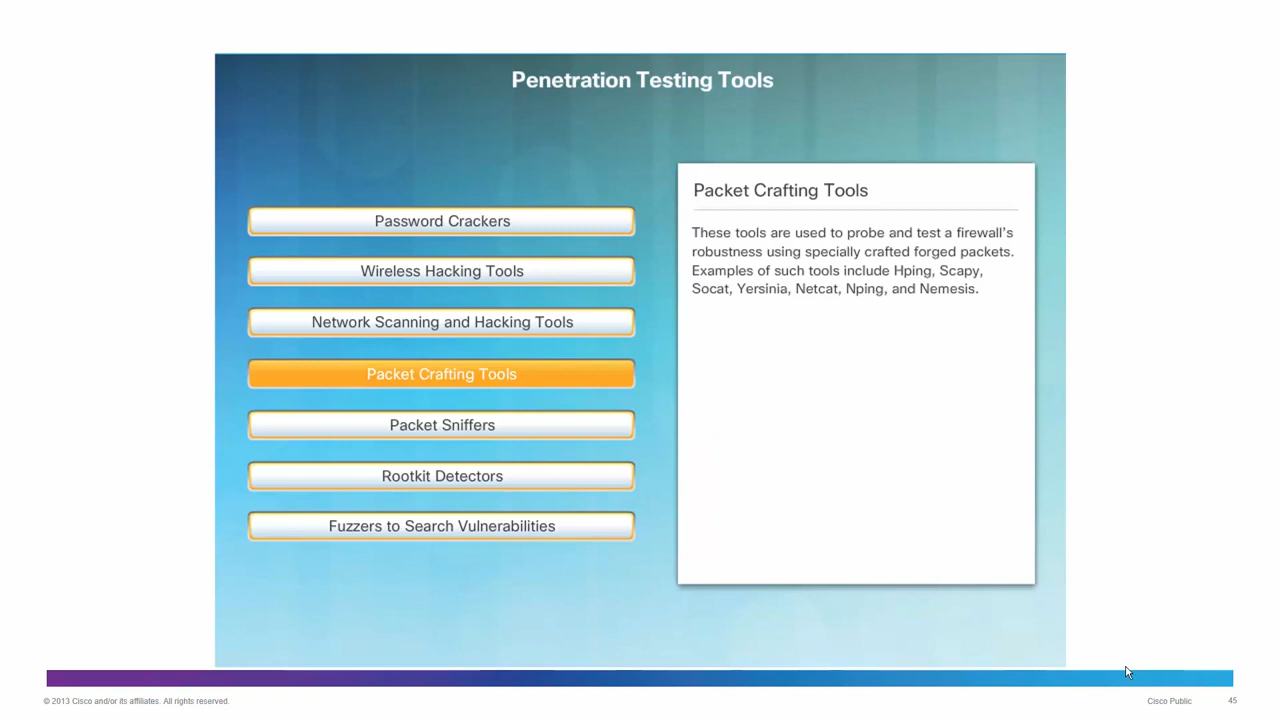 Penetration Testing Tools
Password Crackers
Wireless Hacking Tools
Network Scanning and Hacking Tools
Packet Crafting Tools
Packet Sniffers
Rootkit Detectors
Fuzzers to Search Vulnerabilities
Packet Crafting Tools
These tools are used to probe and test a firewall's
robustness using specially crafted forged packets.
Examples of such tools include Hping, Scapy,
Socat, Yersinia, Netcat, Nping, and Nemesis.
© 2013 Cisco and/or its affiliates. All rights reserved.
Cisco Public
45